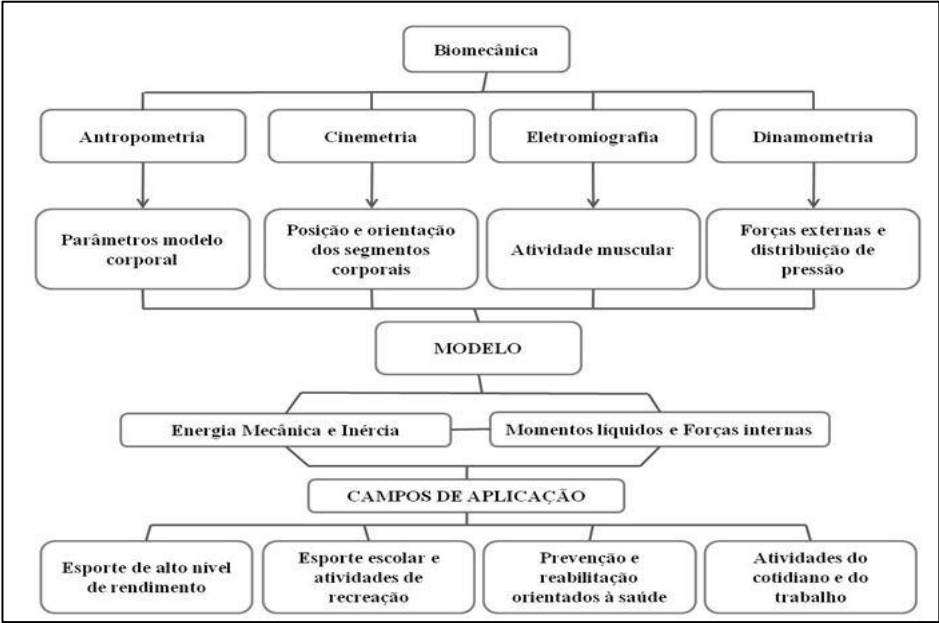 Biomecânica
Antropometria
Cinemetria
Eletromiografia
Dinamometria
Parâmetros modelo
corporal
Posição e orientação
dos segmentos
corporais
Atividade muscular
Forças externas e
distribuição de
pressão
MODELO
Energia Mecânica e Inércia
Momentos líquidos e Forças internas
CAMPOS DE APLICAÇÃO
Esporte de alto nível
de rendimento
Esporte escolar e
atividades de
recreação
Prevenção e
reabilitação
orientados à saúde
Atividades do
cotidiano e do
trabalho